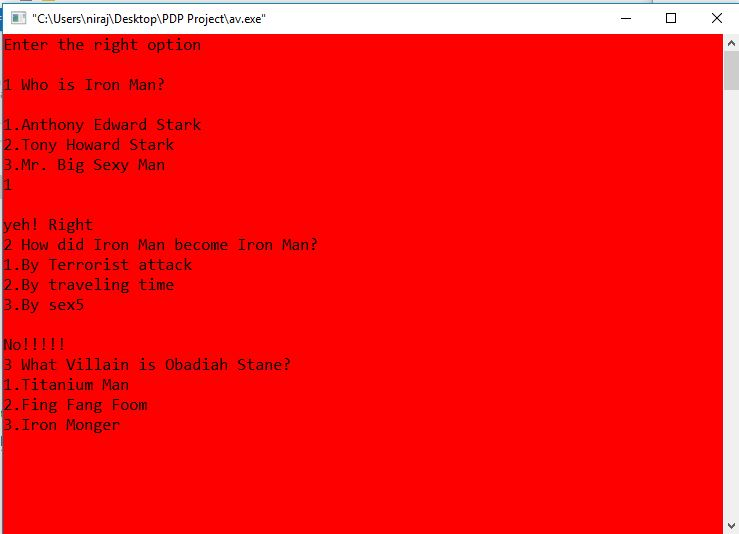 "C:\Users\niraj\Desktop\PDP Project\av.exe"
Enter the right option
1 Who is Iron Man?
1.Anthony Edward Stark
2.Tony Howard Stark
3.Mr. Big Sexy Man
1
yeh! Right
2 How did Iron Man become Iron Man?
1.By Terrorist attack
2.By traveling time
3.By sex5
No!!!!!
3 What Villain is Obadiah Stane?
1.Titanium Man
2.Fing Fang Foom
3.Iron Monger